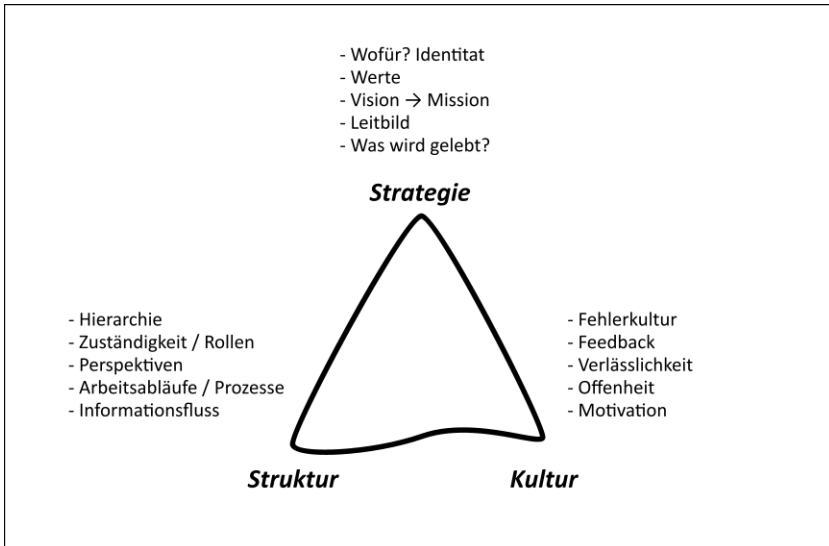 - Wofür? Identitat
- Werte
- Vision → Mission
- Leitbild
- Was wird gelebt?
Strategie
- Hierarchie
- Zuständigkeit / Rollen
- Perspektiven
- Arbeitsabläufe / Prozesse
- Informationsfluss
- Fehlerkultur
- Feedback
- Verlässlichkeit
- Offenheit
- Motivation
Struktur
Kultur